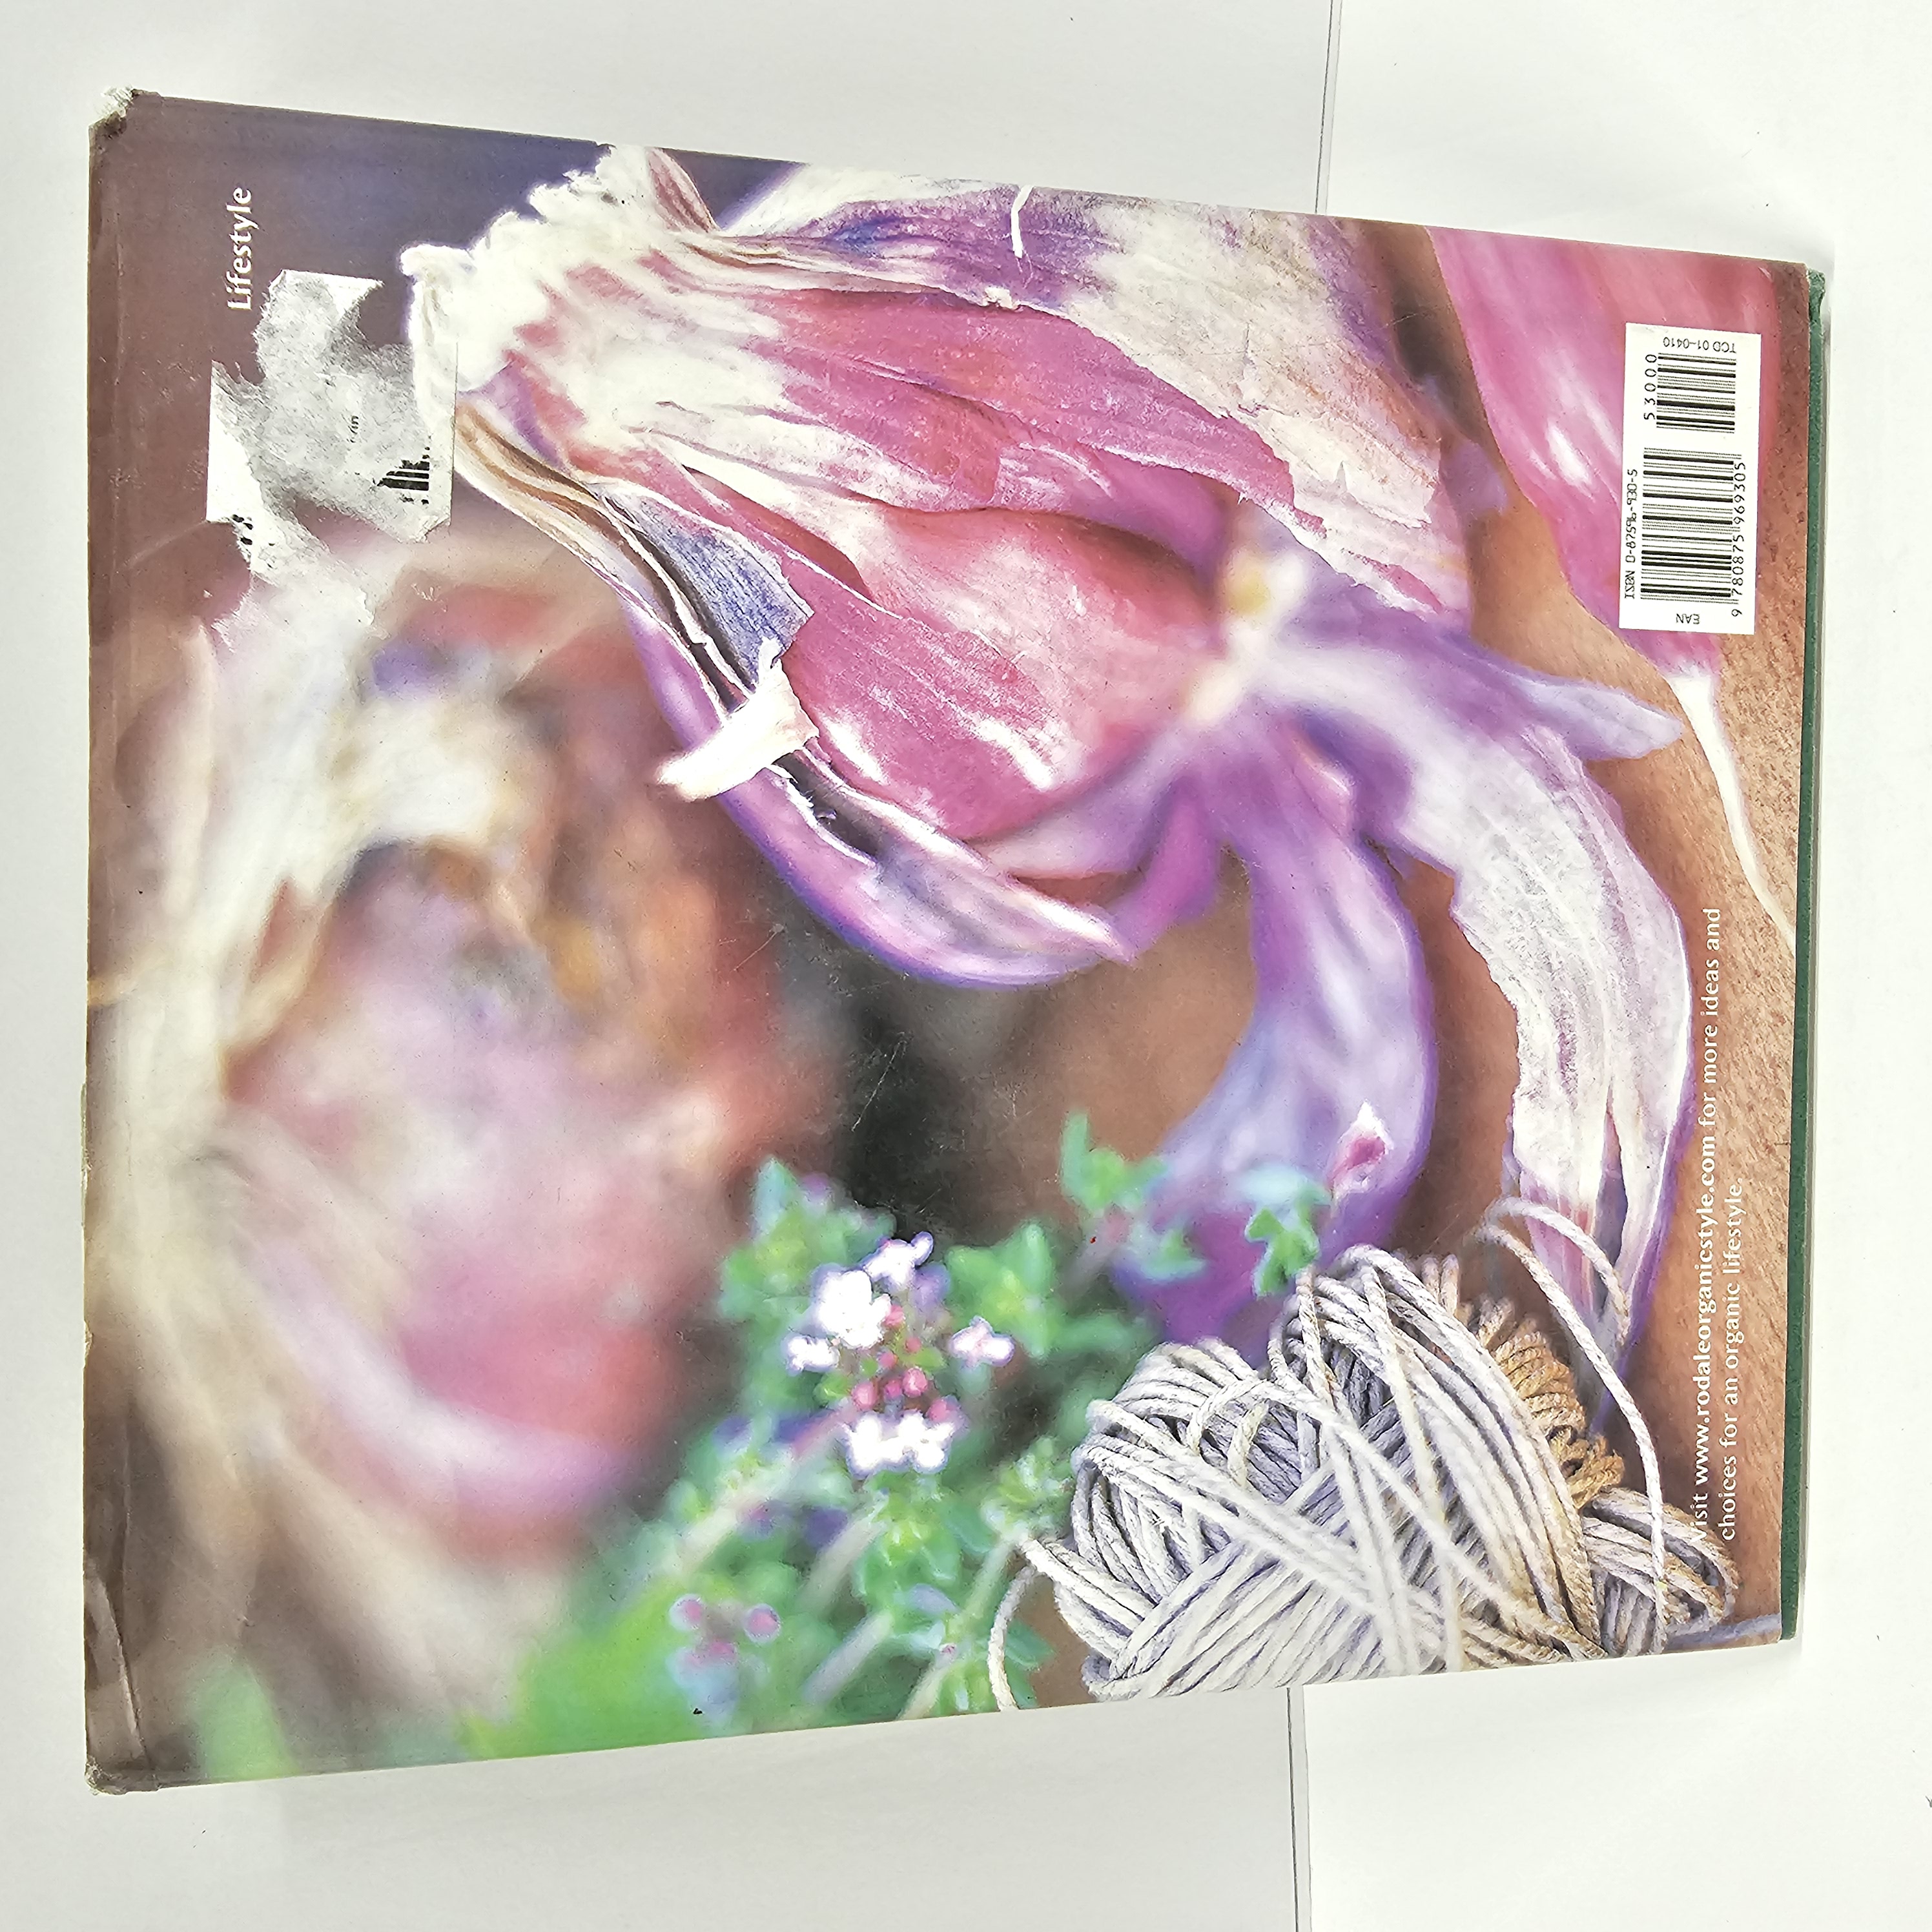 Lifestyle
Visit www.rodaleorganicstyle.com for more ideas and
choices for an organic lifestyle.
ISBN 0-87596-930-5
53000
EAN
9 780875 969305
TCD 01-0410